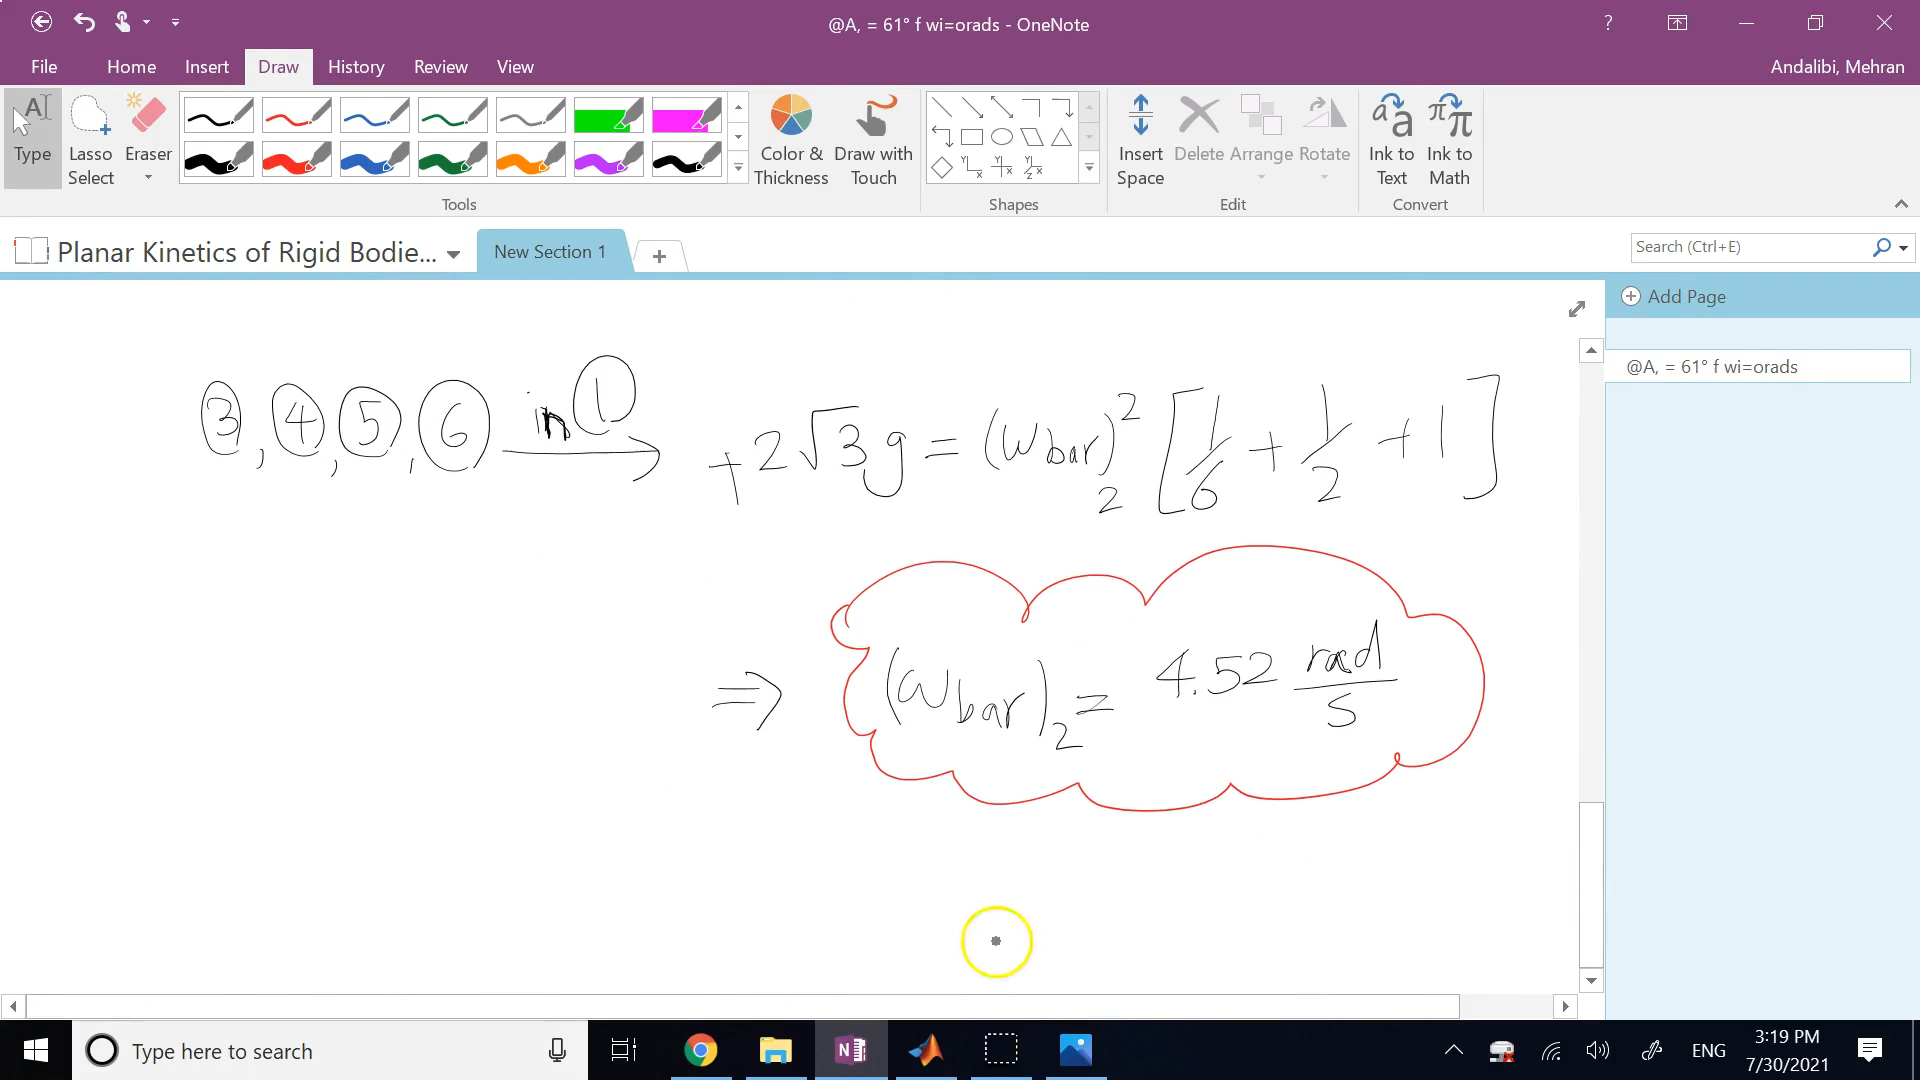 @A, = 61° f wi=orads - OneNote
File Home Insert Draw History Review View
Andalibi, Mehran
Type
Lasso Select
Eraser
Color & Thickness
Draw with Touch
Insert Space
Delete
Arrange
Rotate
Ink to Text
Ink to Math
Tools
Shapes
Edit
Convert
Planar Kinetics of Rigid Bodie...
New Section 1
Search (Ctrl+E)
Add Page
@A, = 61° f wi=orads
③, ④, ⑤, ⑥ in ① → +2√3g = (ω_bar)₂² [1/6 + 1/2 + 1]
⇒ (ω_bar)₂ = 4.52 rad/s
Type here to search
ENG
3:19 PM
7/30/2021